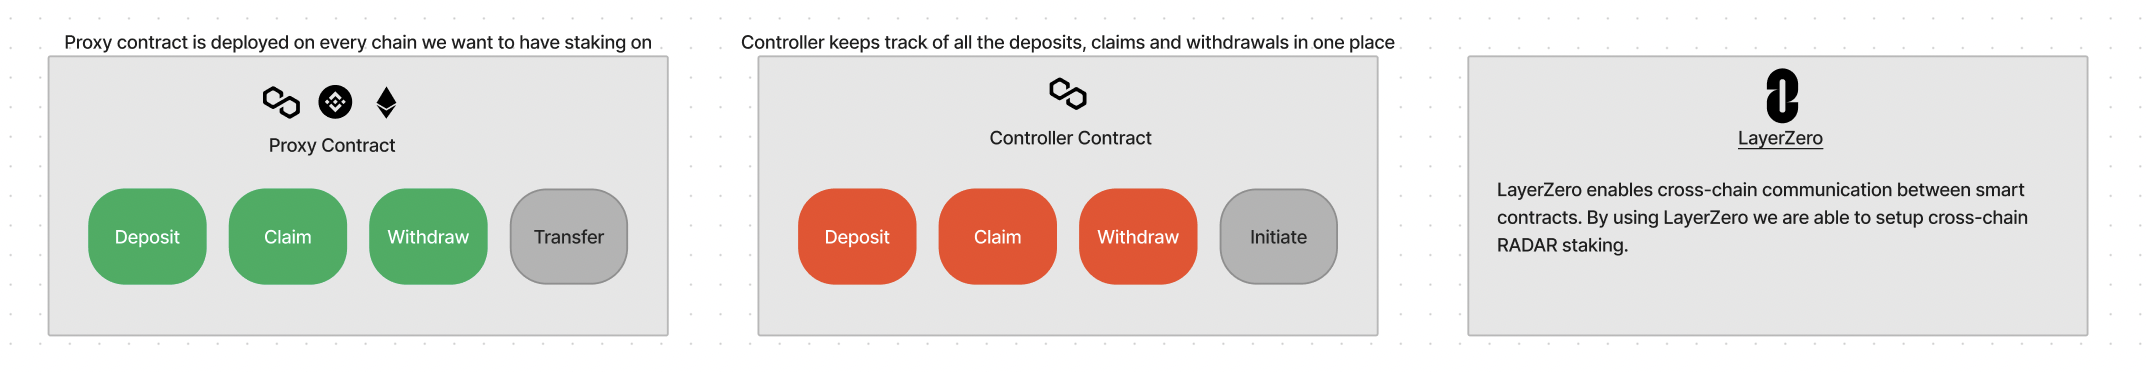 Proxy contract is deployed on every chain we want to have staking on
Proxy Contract
Deposit
Claim
Withdraw
Transfer
Controller keeps track of all the deposits, claims and withdrawals in one place
Controller Contract
Deposit
Claim
Withdraw
Initiate
LayerZero
LayerZero enables cross-chain communication between smart
contracts. By using LayerZero we are able to setup cross-chain
RADAR staking.